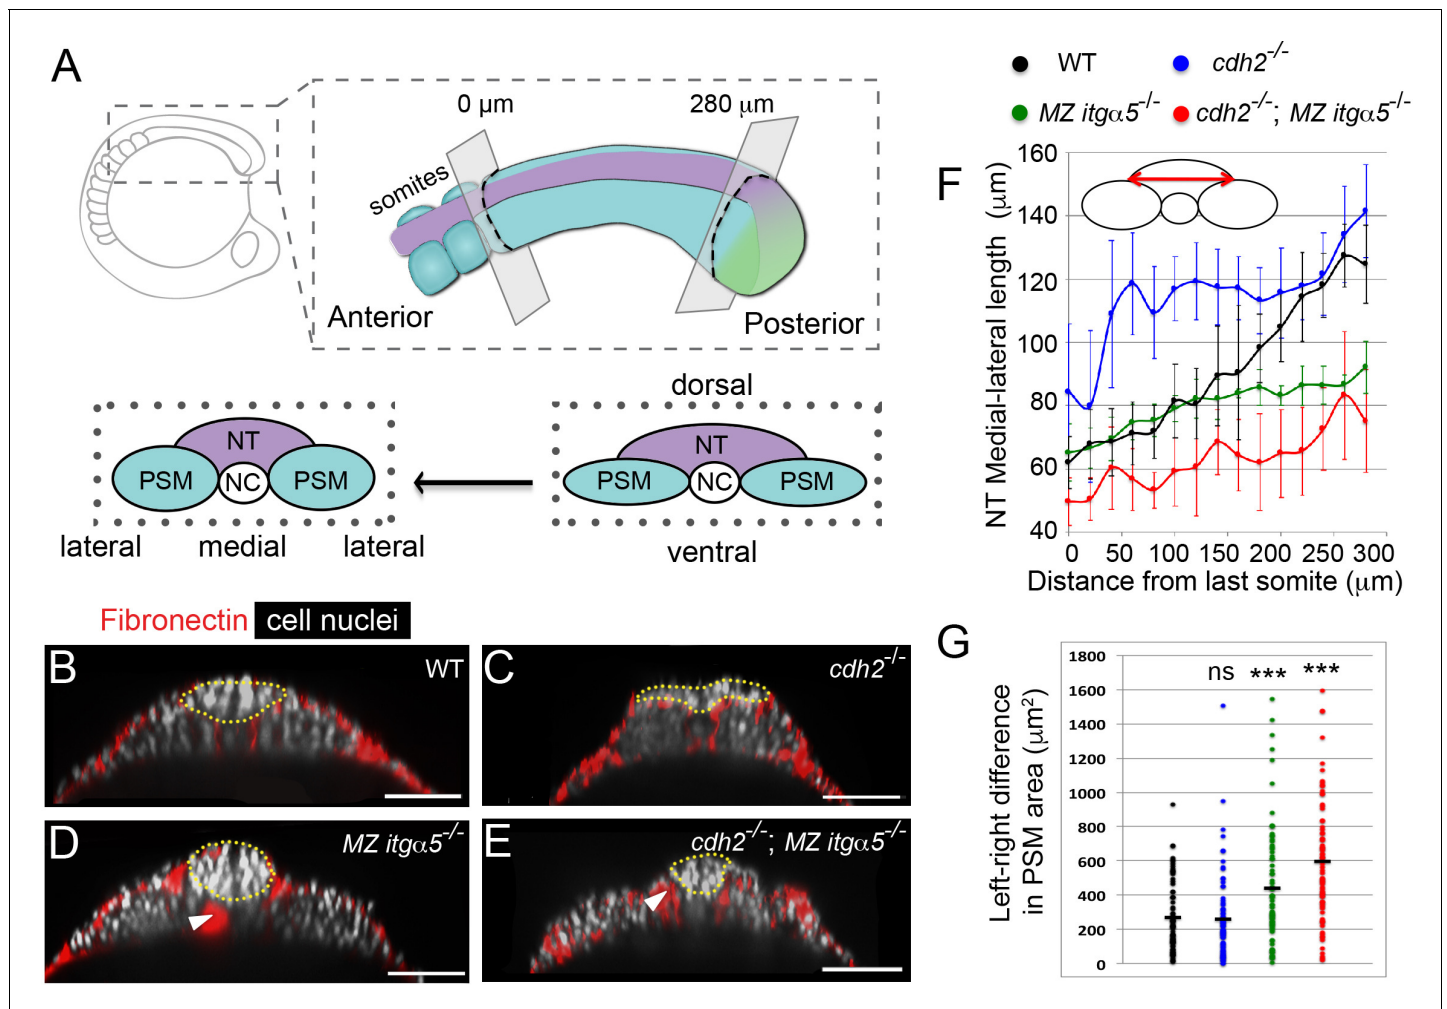 A
0 µm
280 µm
somites
Anterior
Posterior
dorsal
NT
PSM
NC
PSM
NT
PSM
NC
PSM
lateral
medial
lateral
ventral
Fibronectin cell nuclei
B
WT
C
cdh2-/-
D
MZ itgα5-/-
E
cdh2-/-; MZ itgα5-/-
WT
cdh2-/-
MZ itgα5-/-
cdh2-/-; MZ itgα5-/-
F
NT Medial-lateral length (µm)
160
140
120
100
80
60
40
0 50 100 150 200 250 300
Distance from last somite (µm)
G
Left-right difference
in PSM area (µm2)
1800
1600
1400
1200
1000
800
600
400
200
0
ns *** ***